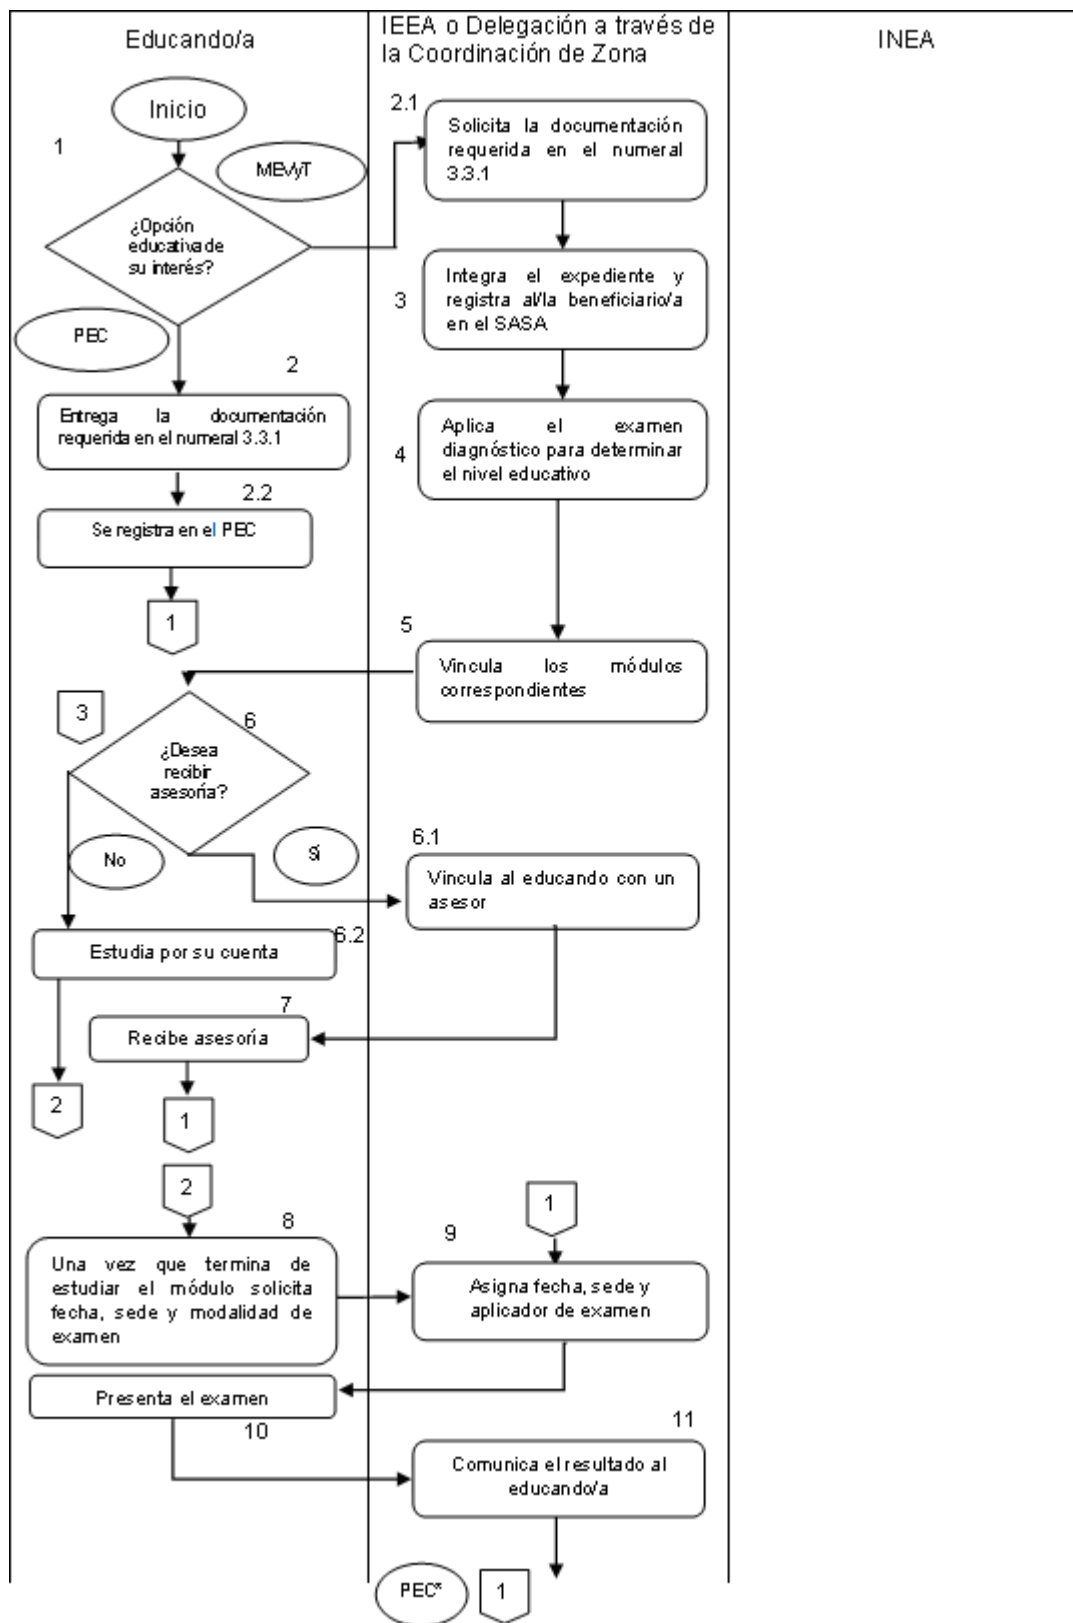 Educando/a
IEEA o Delegación a través de
la Coordinación de Zona
INEA
Inicio
1
MEVyT
2.1
Solicita la documentación
requerida en el numeral
3.3.1
¿Opción
educativa de
su interés?
PEC
3
Integra el expediente y
registra al/la beneficiario/a
en el SASA
2
Entrega la documentación
requerida en el numeral 3.3.1
4
Aplica el examen
diagnóstico para determinar
el nivel educativo
2.2
Se registra en el PEC
1
5
Vincula los módulos
correspondientes
3
6
¿Desea
recibir
asesoría?
No
Sí
6.1
Vincula al educando con un
asesor
6.2
Estudia por su cuenta
7
Recibe asesoría
2
1
2
1
8
Una vez que termina de
estudiar el módulo solicita
fecha, sede y modalidad de
examen
9
Asigna fecha, sede y
aplicador de examen
Presenta el examen
10
11
Comunica el resultado al
educando/a
PEC*
1